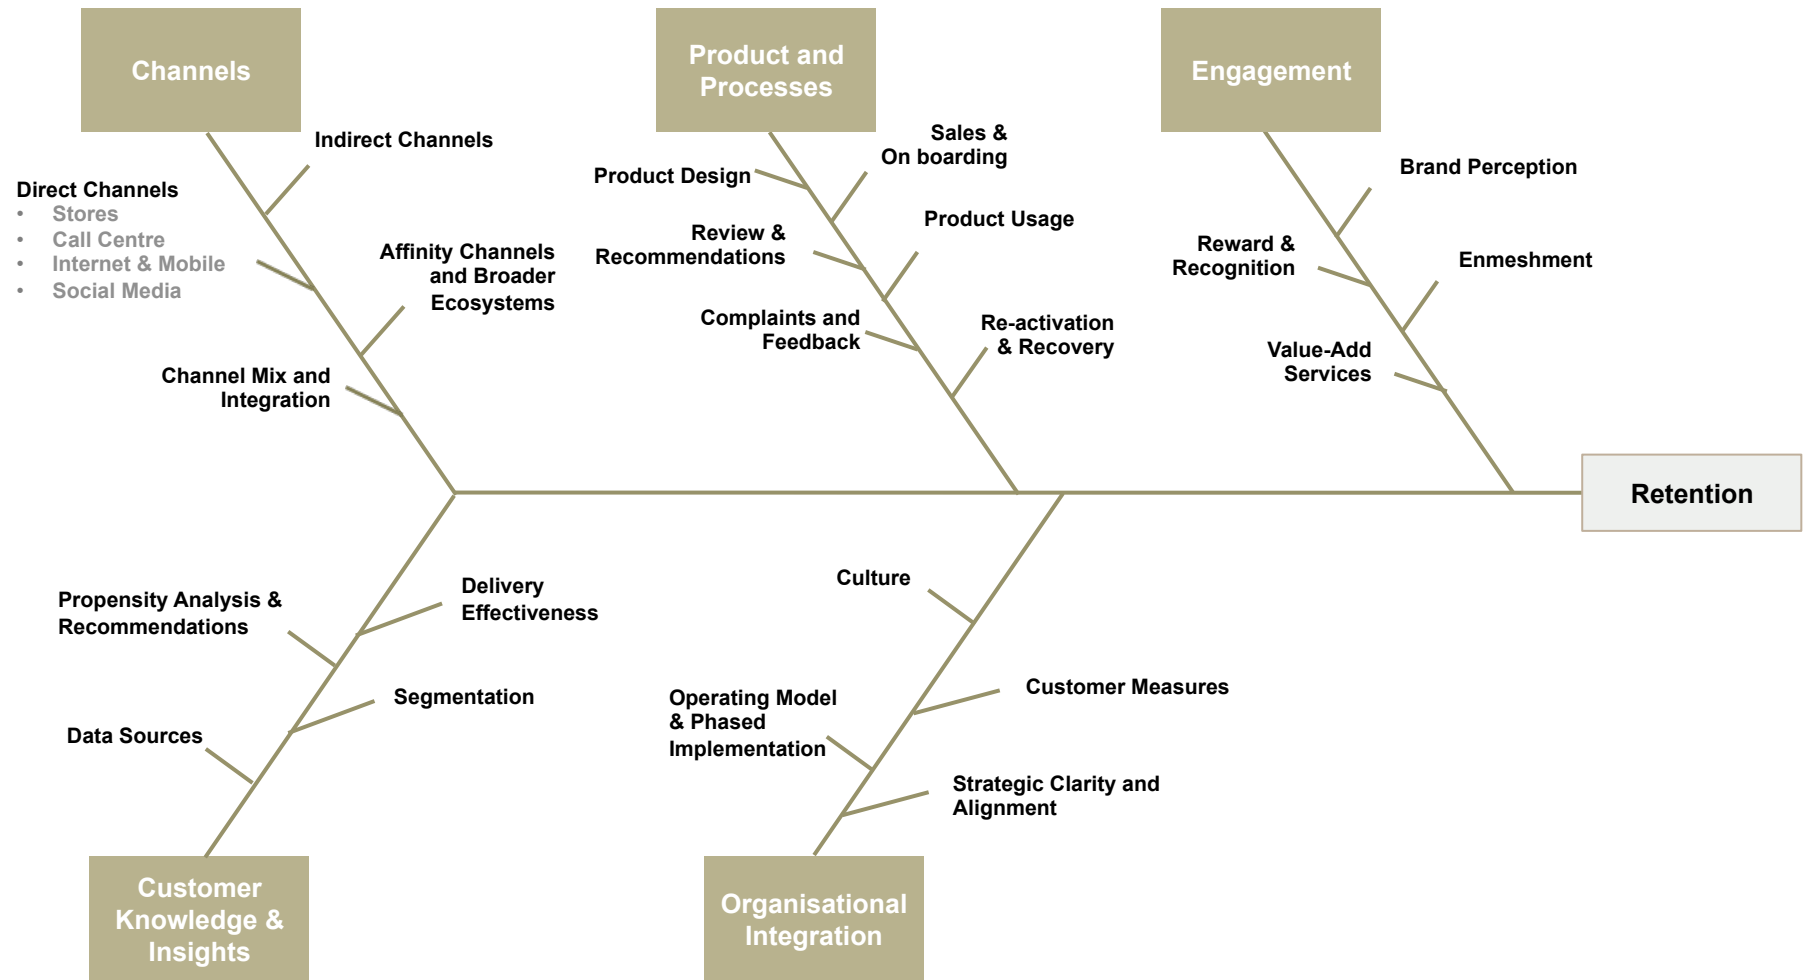 Channels
Product and
Processes
Engagement
Indirect Channels
Direct Channels
• Stores
• Call Centre
• Internet & Mobile
• Social Media
Affinity Channels
and Broader
Ecosystems
Channel Mix and
Integration
Sales &
On boarding
Product Design
Product Usage
Review &
Recommendations
Complaints and
Feedback
Re-activation
& Recovery
Brand Perception
Reward &
Recognition
Enmeshment
Value-Add
Services
Retention
Propensity Analysis &
Recommendations
Delivery
Effectiveness
Segmentation
Data Sources
Culture
Customer Measures
Operating Model
& Phased
Implementation
Strategic Clarity and
Alignment
Customer
Knowledge &
Insights
Organisational
Integration